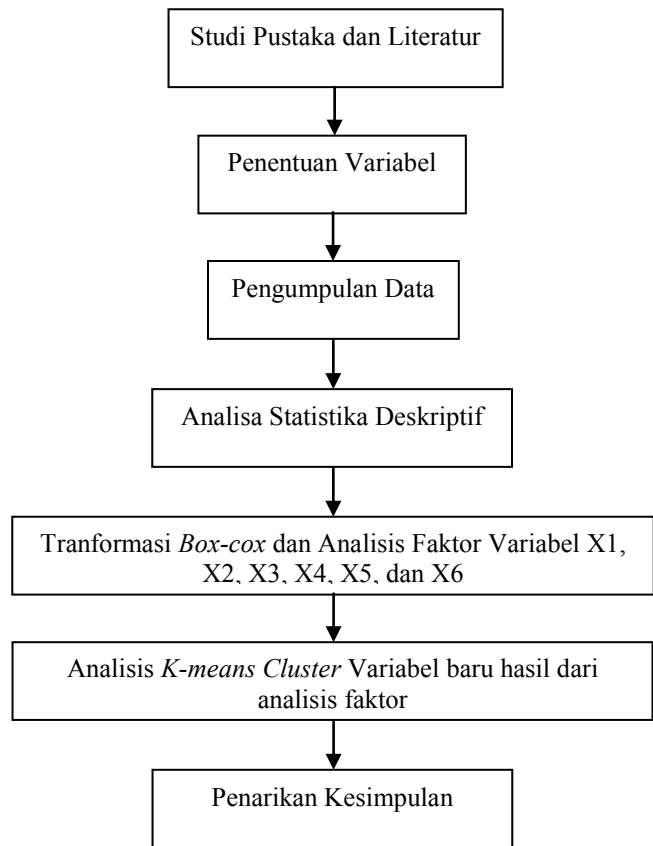 Studi Pustaka dan Literatur
Penentuan Variabel
Pengumpulan Data
Analisa Statistika Deskriptif
Tranformasi Box-cox dan Analisis Faktor Variabel X1,
X2, X3, X4, X5, dan X6
Analisis K-means Cluster Variabel baru hasil dari
analisis faktor
Penarikan Kesimpulan